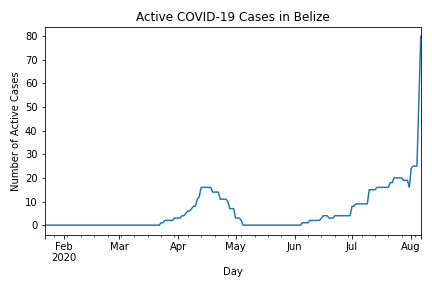 Active COVID-19 Cases in Belize
Number of Active Cases
80
70
60
50
40
30
20
10
0
Feb Mar Apr May Jun Jul Aug
2020
Day